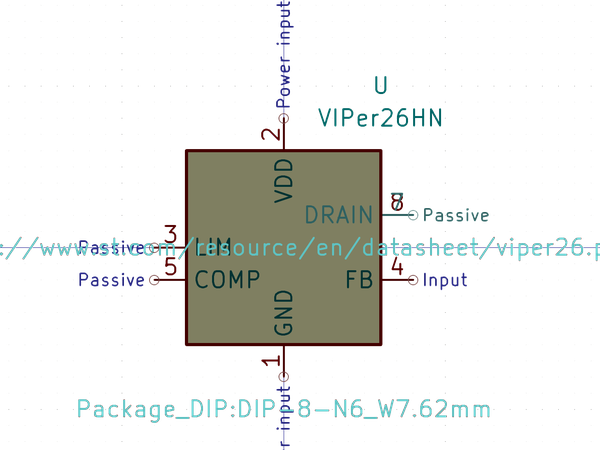 Power input
U
VIPer26HN
2
VDD
8
DRAIN
Passive
3
Passive
LIM
://www.st.com/resource/en/datasheet/viper26.p
5
Passive
COMP
4
FB
Input
GND
1
Package_DIP:DIP-8-N6_W7.62mm
r input